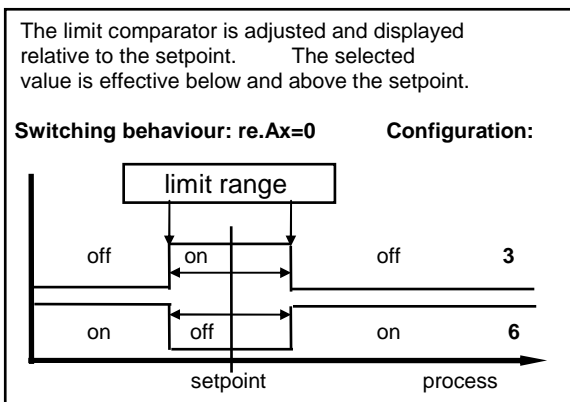 The limit comparator is adjusted and displayed
relative to the setpoint. The selected
value is effective below and above the setpoint.
Switching behaviour: re.Ax=0 Configuration:
limit range
off on off 3
on off on 6
setpoint process